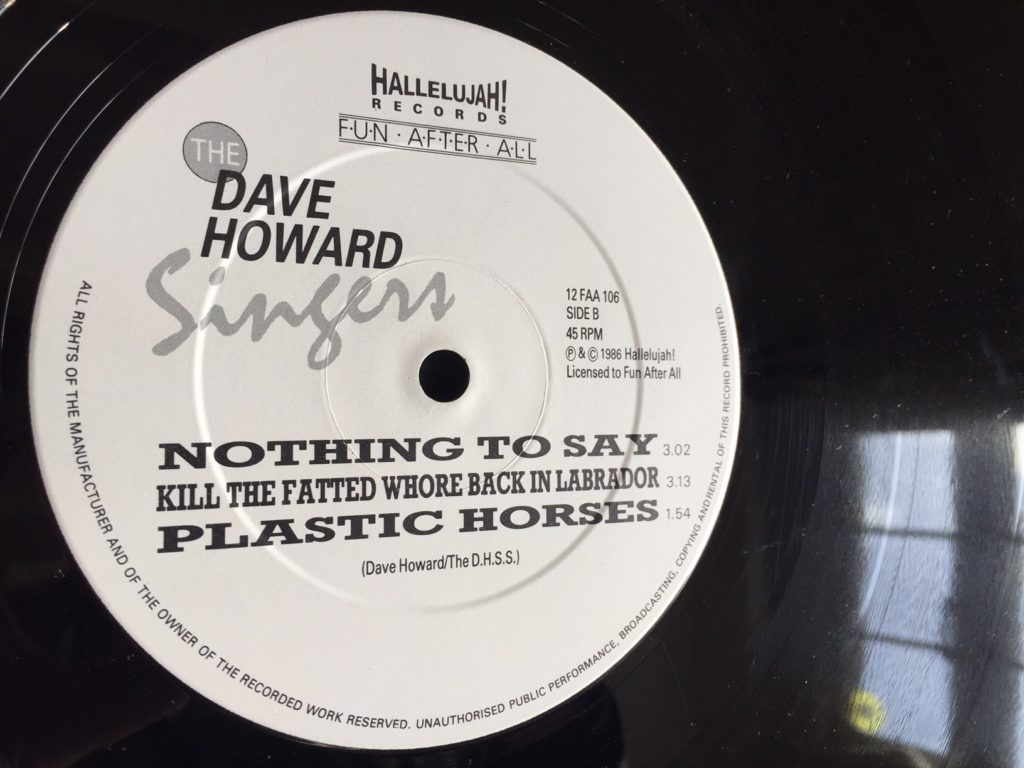 HALLELUJAH!
RECORDS
F·U·N · A·F·T·E·R · A·L·L
THE
DAVE
HOWARD
Singers
12 FAA 106
SIDE B
45 RPM
Ⓟ & © 1986 Hallelujah!
Licensed to Fun After All
NOTHING TO SAY 3.02
KILL THE FATTED WHORE BACK IN LABRADOR 3.13
PLASTIC HORSES 1.54
(Dave Howard/The D.H.S.S.)
ALL RIGHTS OF THE MANUFACTURER AND OF THE OWNER OF THE RECORDED WORK RESERVED. UNAUTHORISED PUBLIC PERFORMANCE, BROADCASTING, COPYING AND RENTAL OF THIS RECORD PROHIBITED.